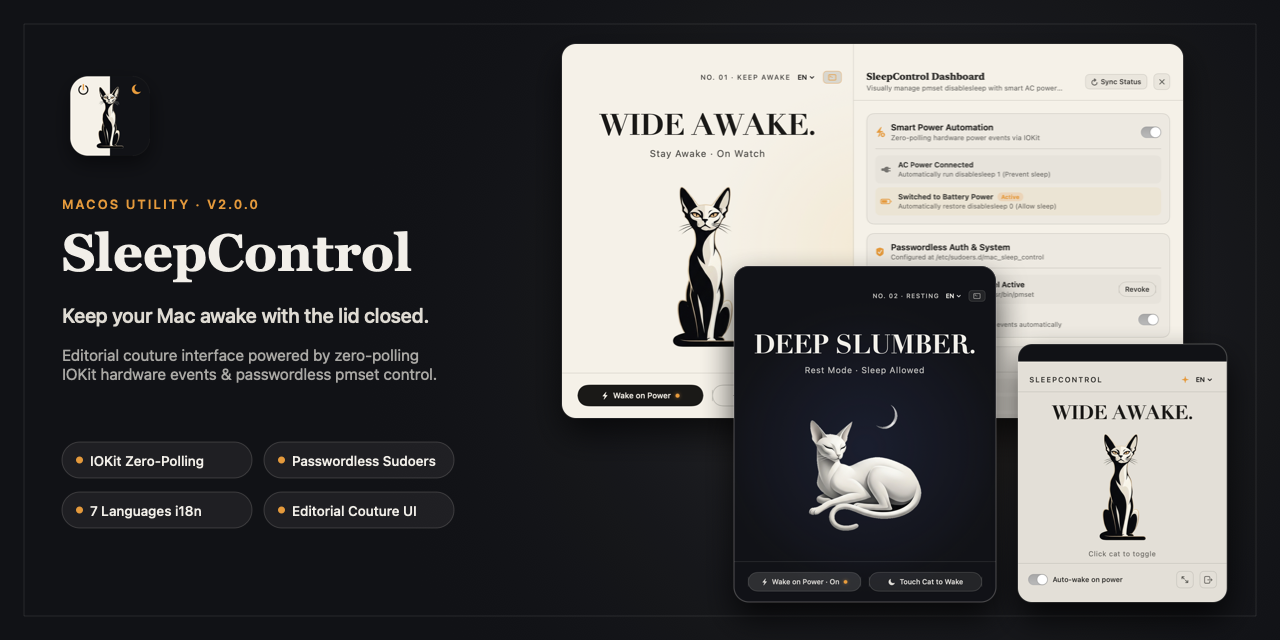 MACOS UTILITY · V2.0.0
SleepControl
Keep your Mac awake with the lid closed.
Editorial couture interface powered by zero-polling
IOKit hardware events & passwordless pmset control.
IOKit Zero-Polling
Passwordless Sudoers
7 Languages i18n
Editorial Couture UI
NO. 01 · KEEP AWAKE EN
WIDE AWAKE.
Stay Awake · On Watch
Wake on Power
SleepControl Dashboard
Visually manage pmset disablesleep with smart AC power...
Sync Status
Smart Power Automation
Zero-polling hardware power events via IOKit
AC Power Connected
Automatically run disablesleep 1 (Prevent sleep)
Switched to Battery Power Active
Automatically restore disablesleep 0 (Allow sleep)
Passwordless Auth & System
Configured at /etc/sudoers.d/mac_sleep_control
Active
/bin/pmset
Revoke
events automatically
NO. 02 · RESTING EN
DEEP SLUMBER.
Rest Mode · Sleep Allowed
Wake on Power · On
Touch Cat to Wake
SLEEPCONTROL EN
WIDE AWAKE.
Click cat to toggle
Auto-wake on power